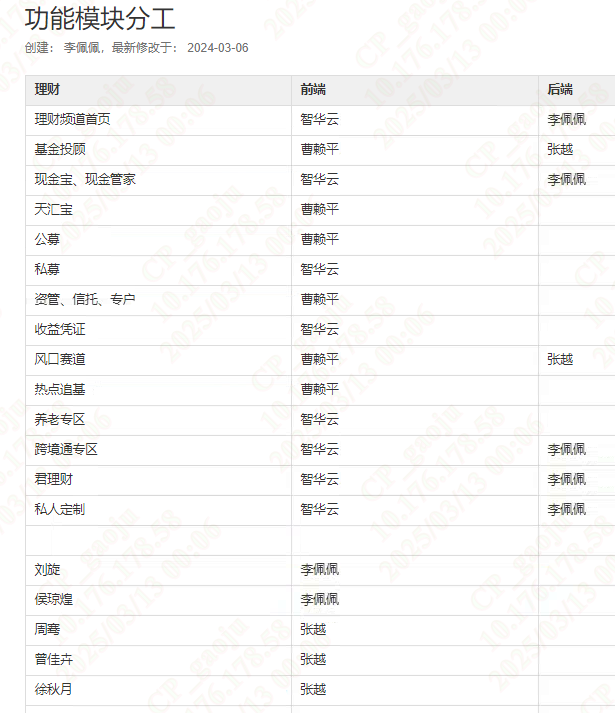 功能模块分工
创建： 李佩佩，最新修改于： 2024-03-06
理财 前端 后端
理财频道首页 智华云 李佩佩
基金投顾 曹赖平 张越
现金宝、现金管家 智华云 李佩佩
天汇宝 曹赖平
公募 曹赖平
私募 智华云
资管、信托、专户 曹赖平
收益凭证 智华云
风口赛道 曹赖平 张越
热点追基 曹赖平
养老专区 智华云
跨境通专区 智华云 李佩佩
君理财 智华云 李佩佩
私人定制 智华云 李佩佩
刘旋 李佩佩
侯琼煌 李佩佩
周骞 张越
普佳卉 张越
徐秋月 张越
CP_gaoju
10.176.178.58
2025/03/13 00:06